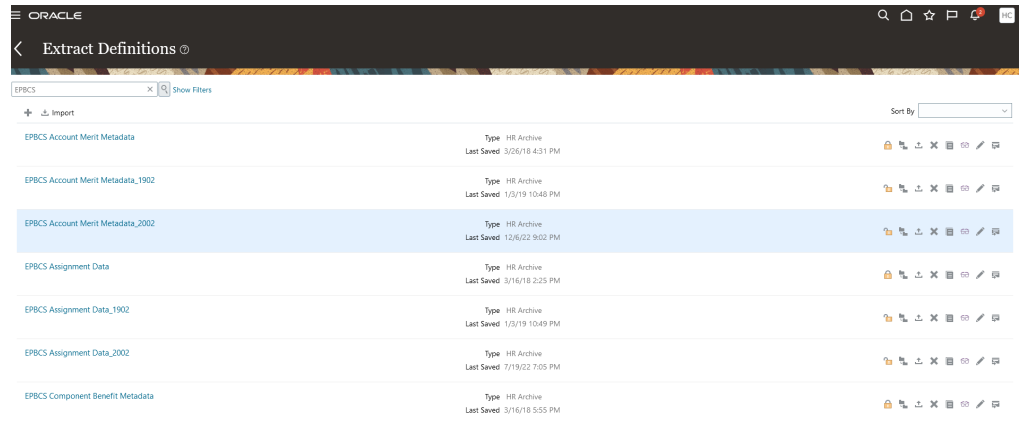 ORACLE
2
HC
Extract Definitions
EPBCS
Show Filters
Import
Sort By
EPBCS Account Merit Metadata
Type HR Archive
Last Saved 3/26/18 4:31 PM
EPBCS Account Merit Metadata_1902
Type HR Archive
Last Saved 1/3/19 10:48 PM
EPBCS Account Merit Metadata_2002
Type HR Archive
Last Saved 12/6/22 9:02 PM
EPBCS Assignment Data
Type HR Archive
Last Saved 3/16/18 2:25 PM
EPBCS Assignment Data_1902
Type HR Archive
Last Saved 1/3/19 10:49 PM
EPBCS Assignment Data_2002
Type HR Archive
Last Saved 7/19/22 7:05 PM
EPBCS Component Benefit Metadata
Type HR Archive
Last Saved 3/16/18 5:55 PM